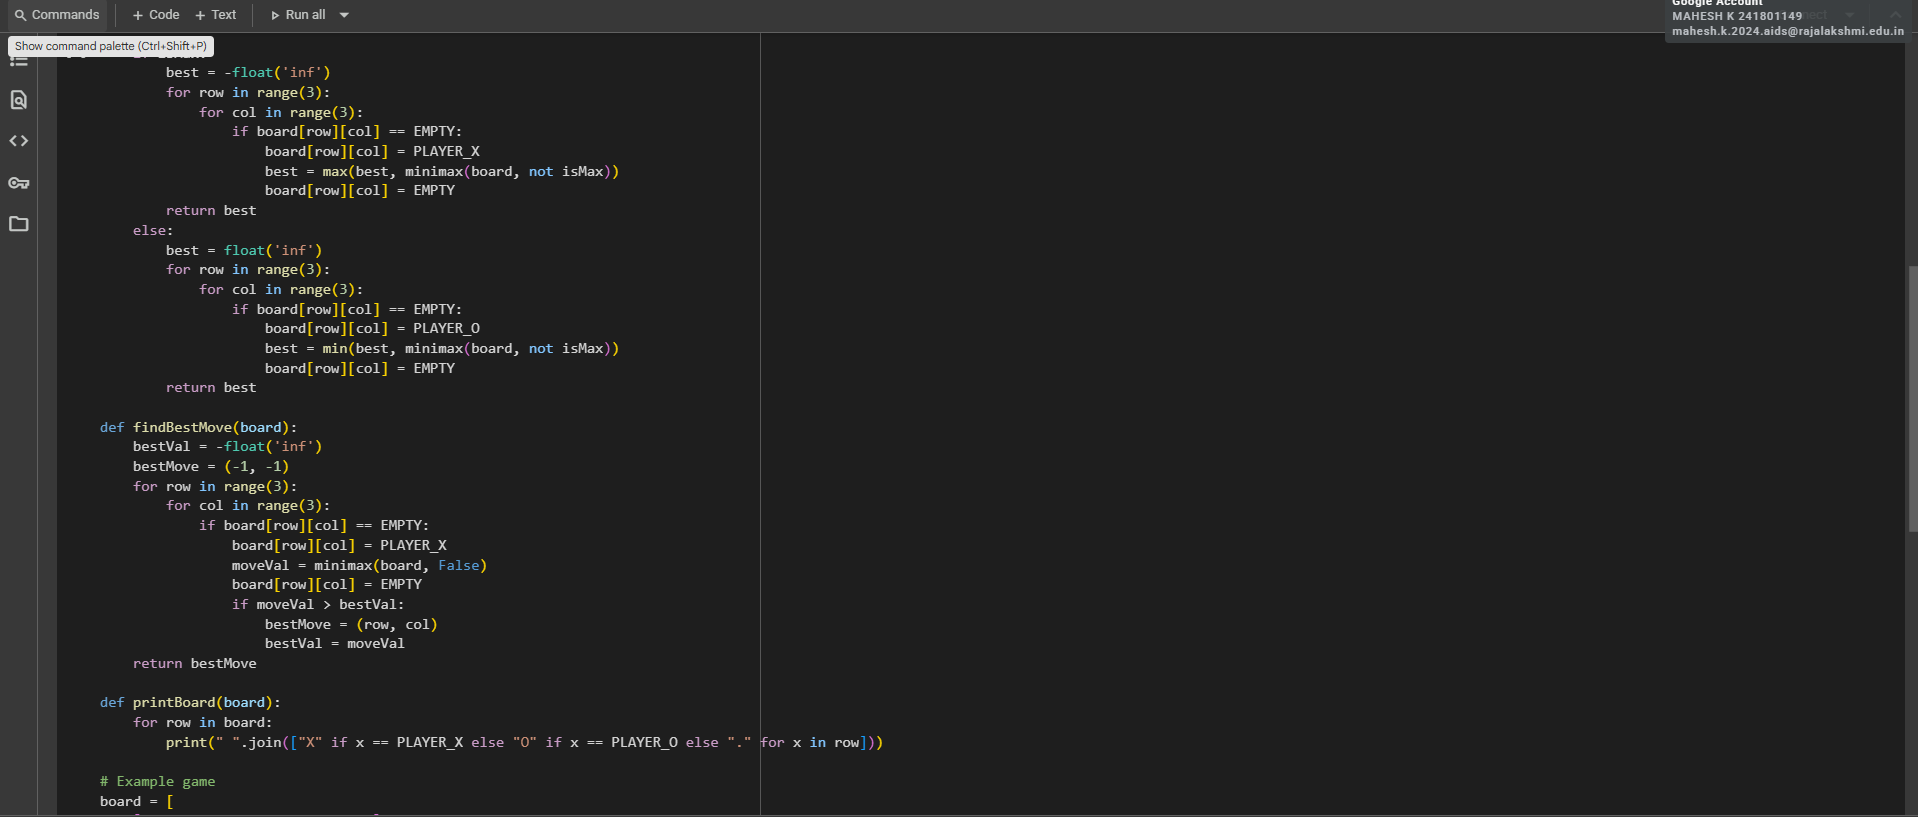 Commands
+ Code
+ Text
Run all
Google Account
MAHESH K 241801149
mahesh.k.2024.aids@rajalakshmi.edu.in
Show command palette (Ctrl+Shift+P)
best = -float('inf')
for row in range(3):
for col in range(3):
if board[row][col] == EMPTY:
board[row][col] = PLAYER_X
best = max(best, minimax(board, not isMax))
board[row][col] = EMPTY
return best
else:
best = float('inf')
for row in range(3):
for col in range(3):
if board[row][col] == EMPTY:
board[row][col] = PLAYER_O
best = min(best, minimax(board, not isMax))
board[row][col] = EMPTY
return best
def findBestMove(board):
bestVal = -float('inf')
bestMove = (-1, -1)
for row in range(3):
for col in range(3):
if board[row][col] == EMPTY:
board[row][col] = PLAYER_X
moveVal = minimax(board, False)
board[row][col] = EMPTY
if moveVal > bestVal:
bestMove = (row, col)
bestVal = moveVal
return bestMove
def printBoard(board):
for row in board:
print(" ".join(["X" if x == PLAYER_X else "O" if x == PLAYER_O else "." for x in row]))
# Example game
board = [